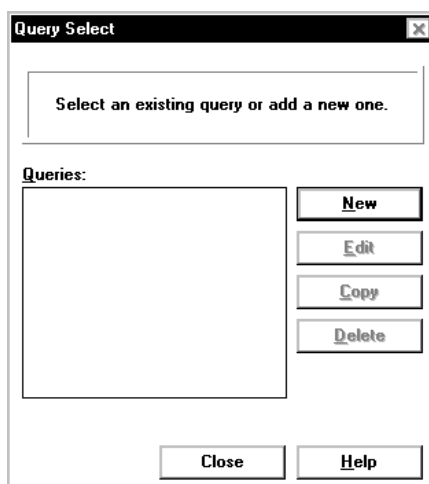 Query Select
Select an existing query or add a new one.
Queries:
New
Edit
Copy
Delete
Close
Help